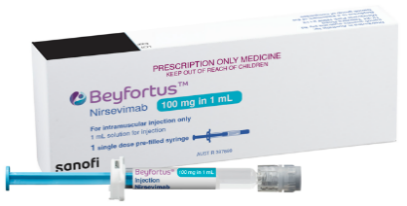 PRESCRIPTION ONLY MEDICINE
KEEP OUT OF REACH OF CHILDREN
Beyfortus™
Nirsevimab
100 mg in 1 mL
For intramuscular injection only
1 mL solution for injection
1 single dose pre-filled syringe
sanofi
Beyfortus™ 100 mg in 1 mL
Injection
Nirsevimab